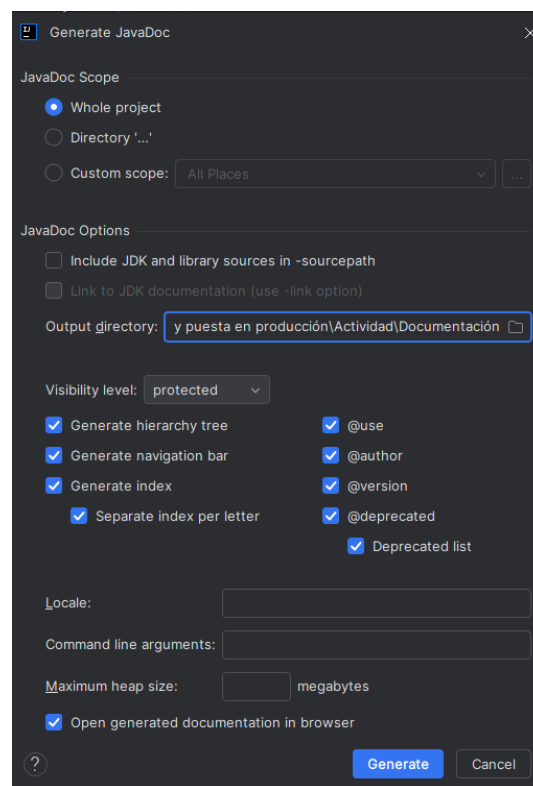 Generate JavaDoc
JavaDoc Scope
Whole project
Directory '...'
Custom scope: All Places ...
JavaDoc Options
Include JDK and library sources in -sourcepath
Link to JDK documentation (use -link option)
Output directory: y puesta en producción\Actividad\Documentación
Visibility level: protected
Generate hierarchy tree @use
Generate navigation bar @author
Generate index @version
Separate index per letter @deprecated
Deprecated list
Locale:
Command line arguments:
Maximum heap size: megabytes
Open generated documentation in browser
? Generate Cancel